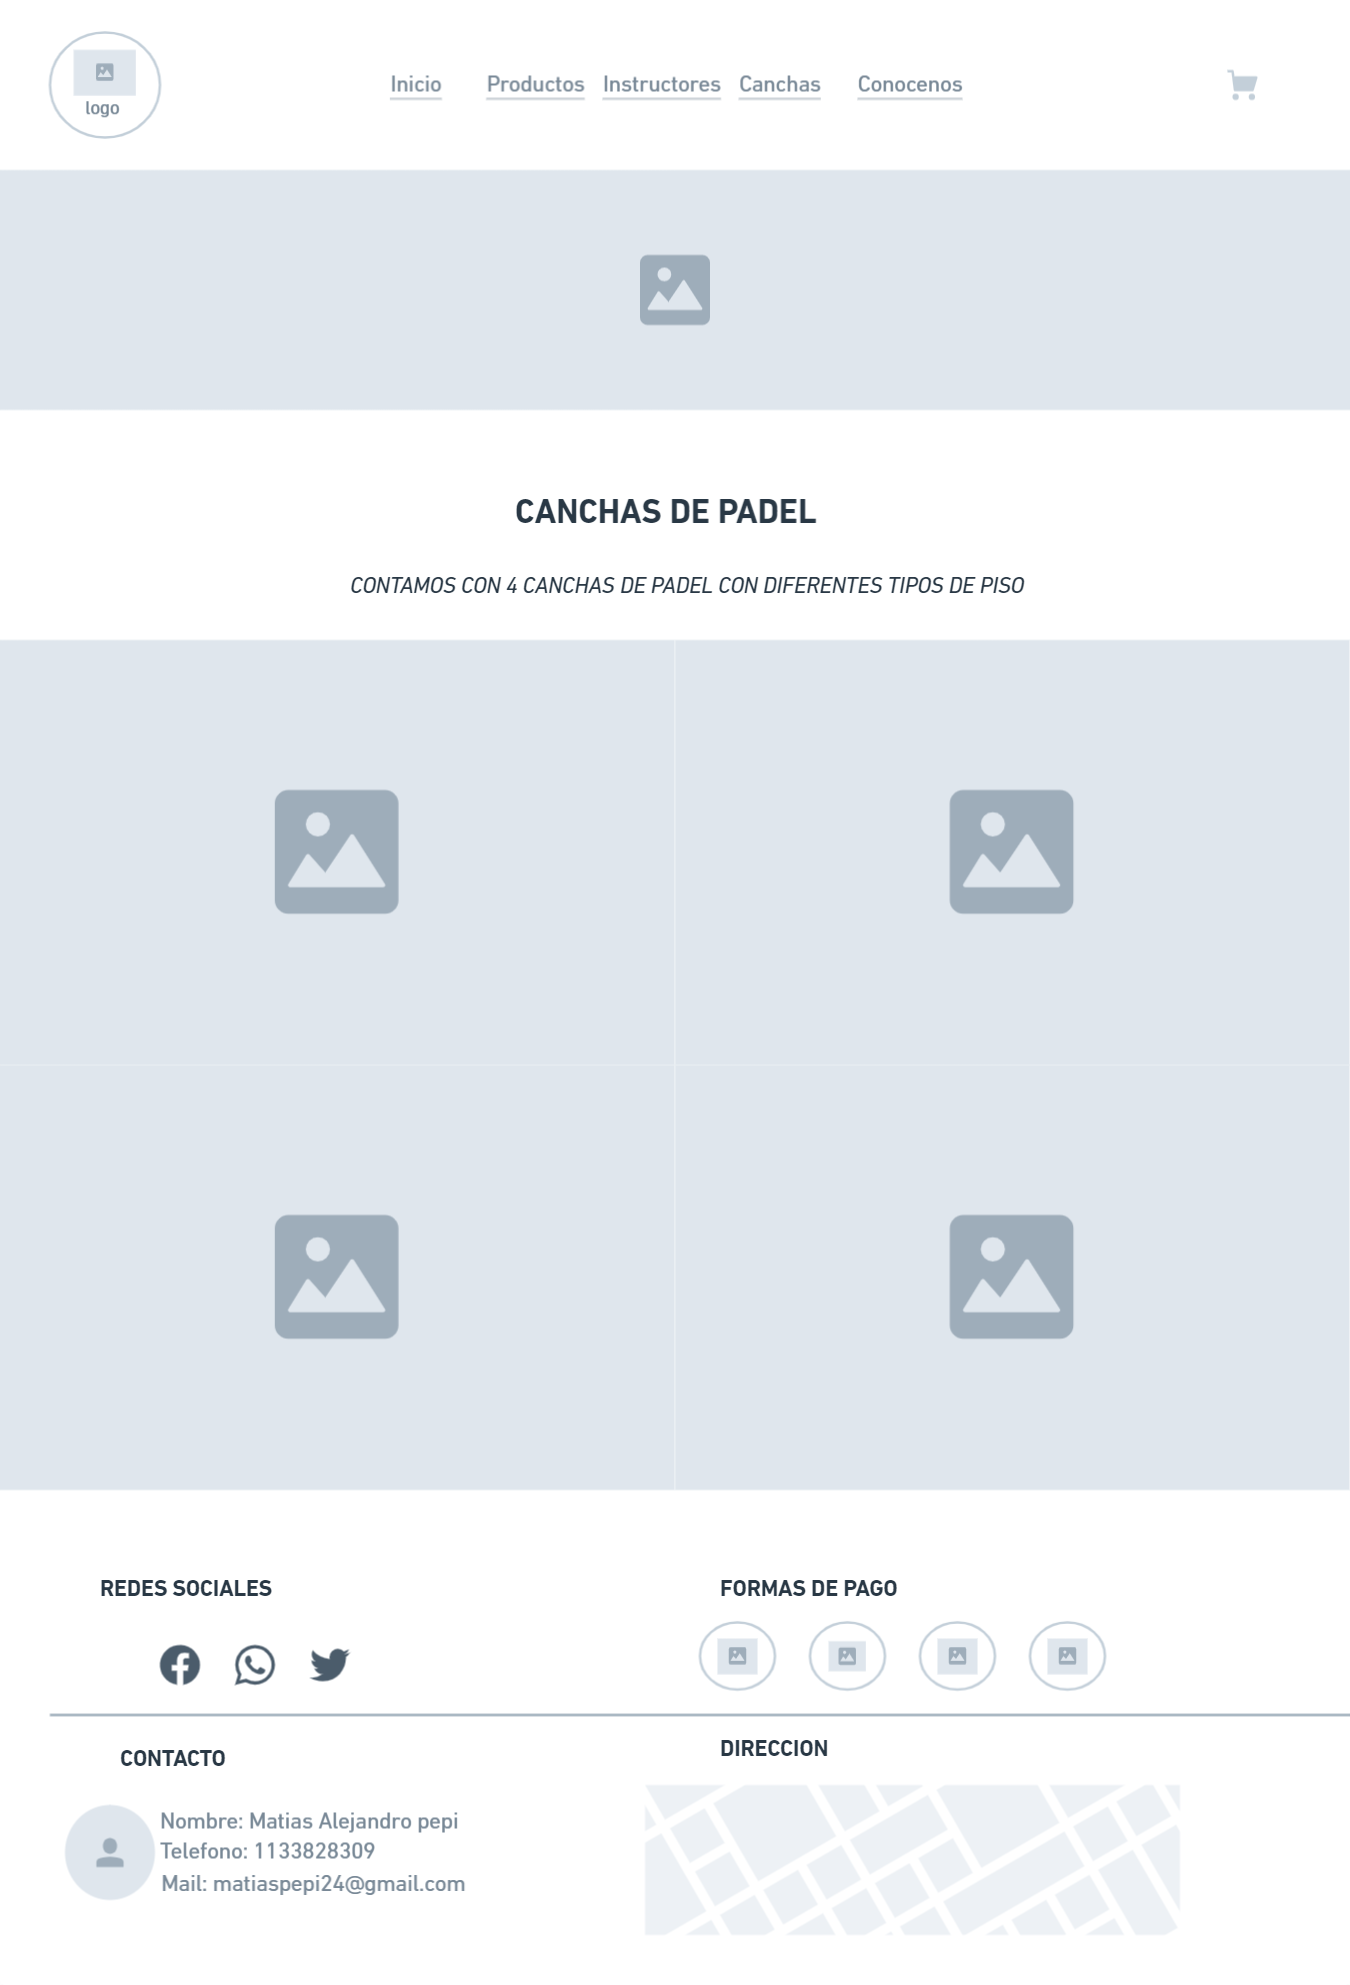 logo
Inicio Productos Instructores Canchas Conocenos
CANCHAS DE PADEL
CONTAMOS CON 4 CANCHAS DE PADEL CON DIFERENTES TIPOS DE PISO
REDES SOCIALES
FORMAS DE PAGO
CONTACTO
Nombre: Matias Alejandro pepi
Telefono: 1133828309
Mail: matiaspepi24@gmail.com
DIRECCION